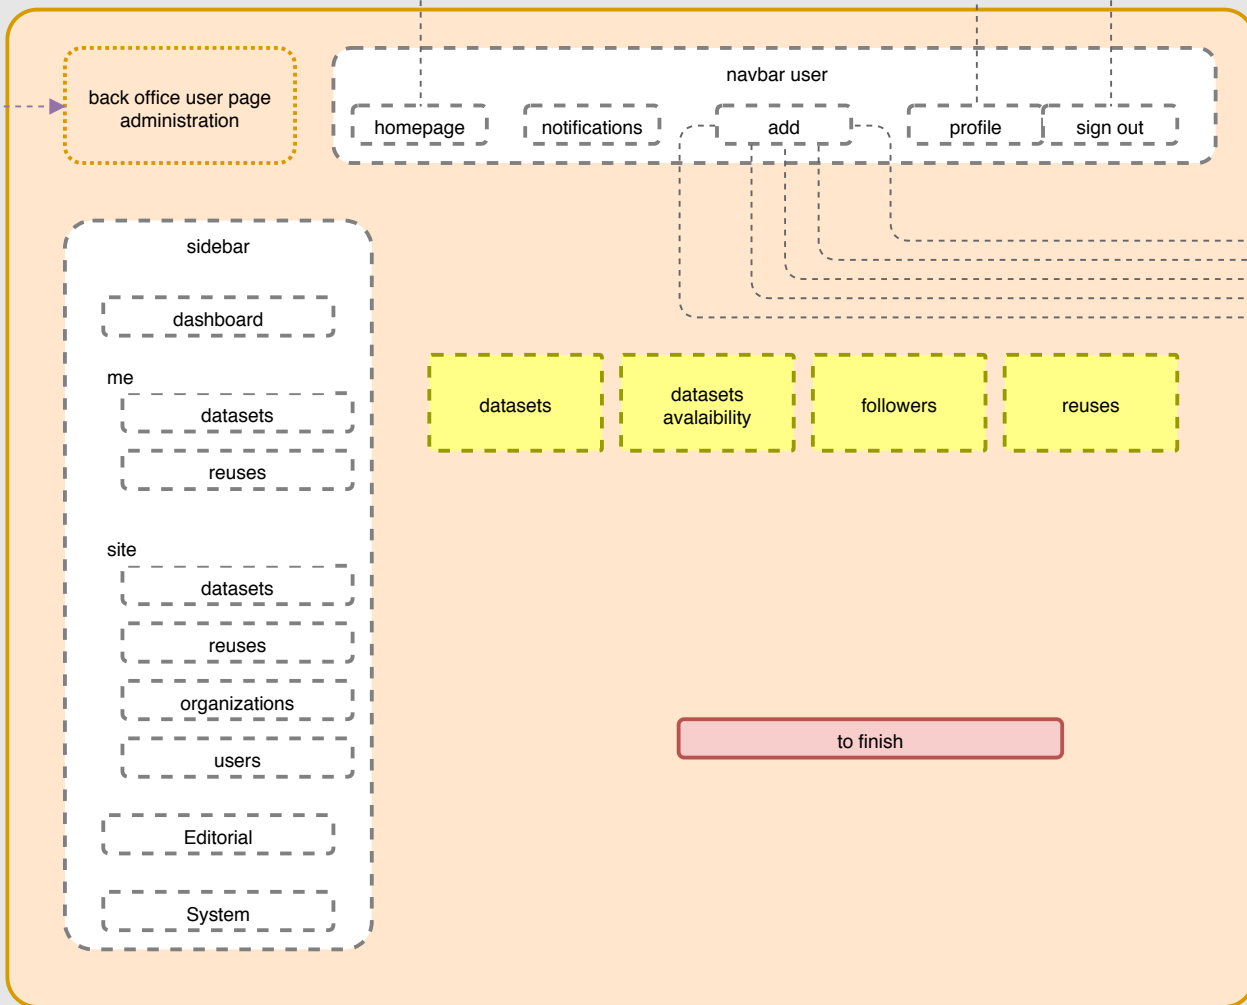 back office user page
administration
navbar user
homepage
notifications
add
profile
sign out
sidebar
dashboard
me
datasets
reuses
site
datasets
reuses
organizations
users
Editorial
System
datasets
datasets
avalaibility
followers
reuses
to finish